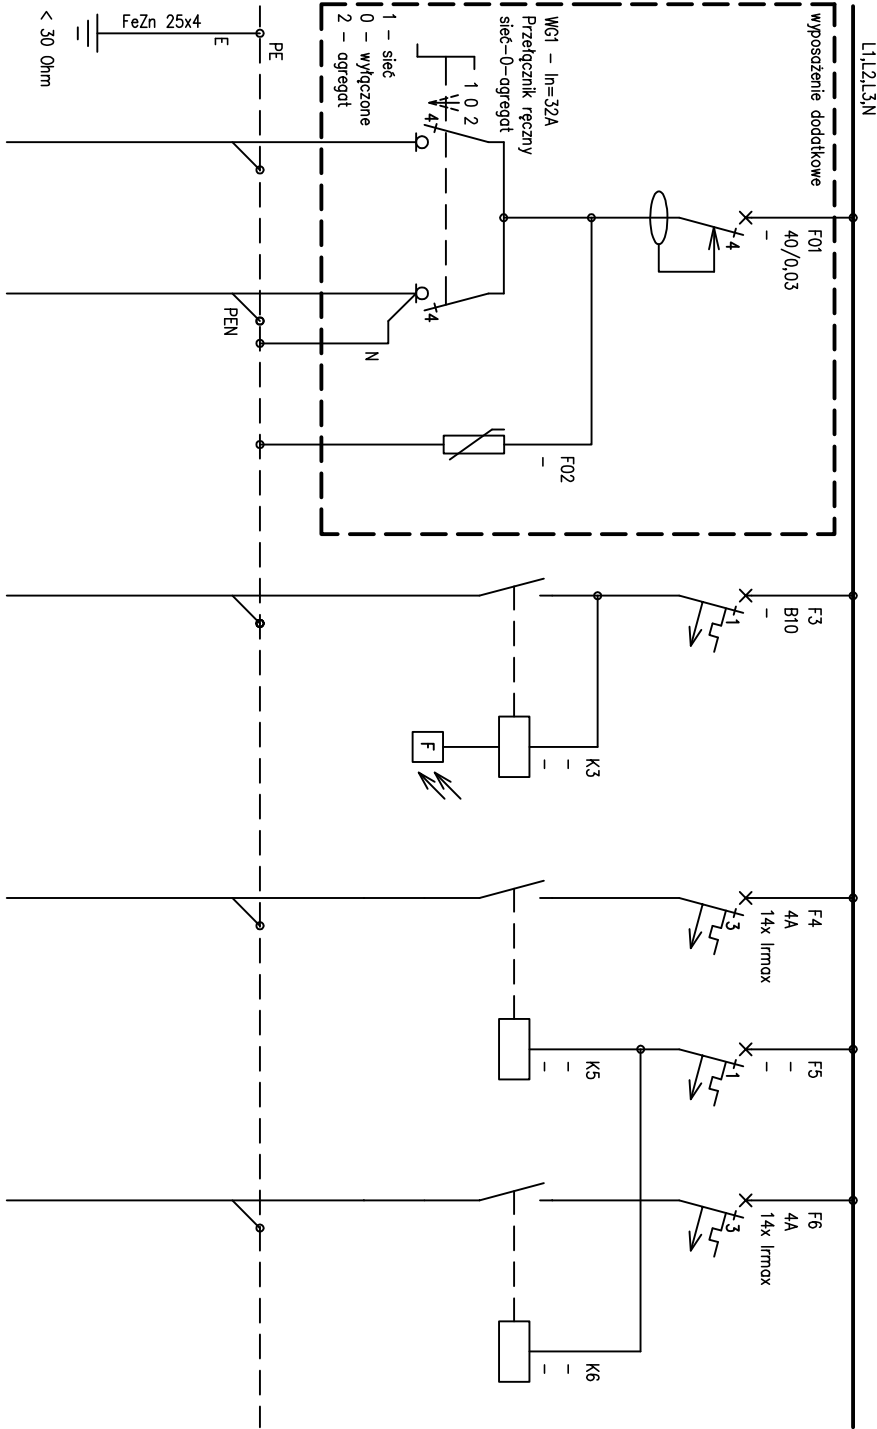 L1,L2,L3,N
wyposażenie dodatkowe
F01
40/0,03
-
4
WG1 - In=32A
Przełącznik ręczny
sieć-0-agregat
1 0 2
4
4
1 - sieć
0 - wyłączone
2 - agregat
N
F02
-
PE
FeZn 25x4
E
< 30 Ohm
PEN
F3
B10
-
1
K3
-
-
F
F4
4A
14x Irmax
3
F5
-
-
1
K5
-
-
F6
4A
14x Irmax
3
K6
-
-